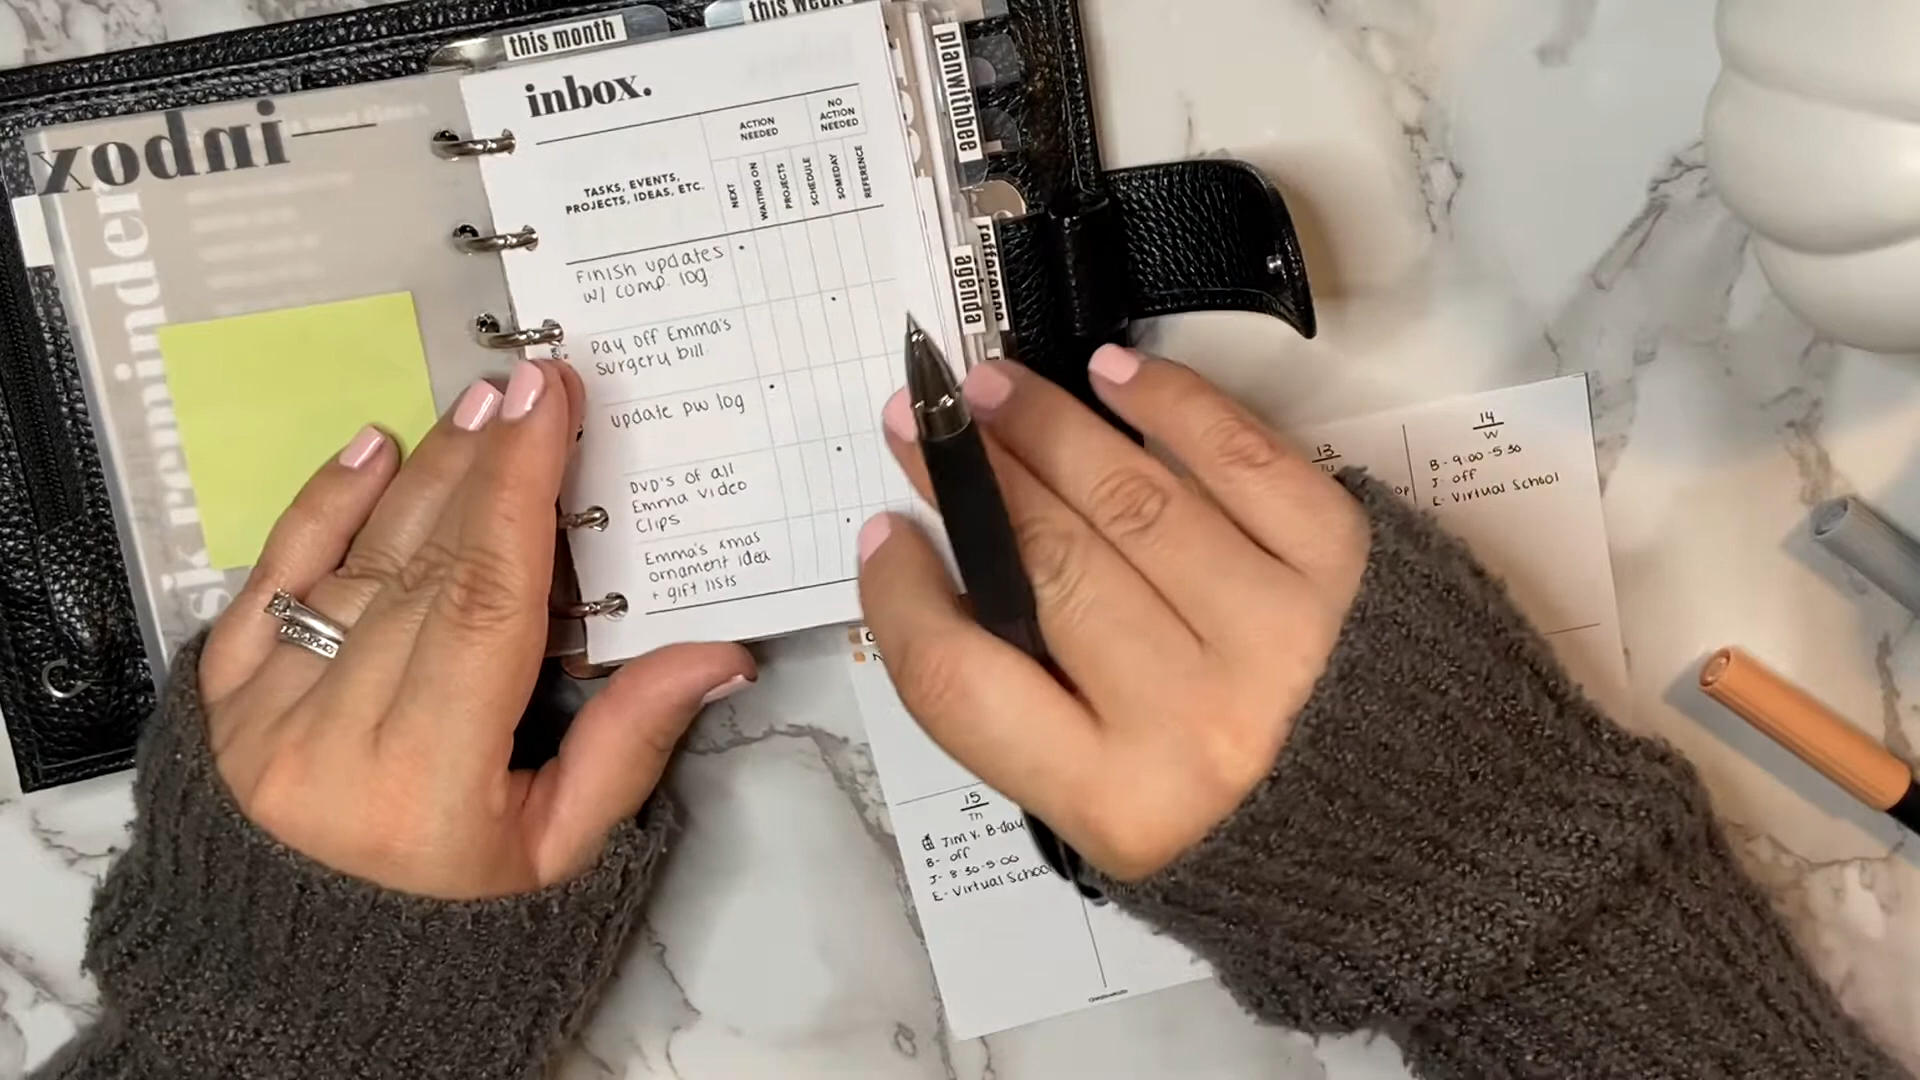 this month
this week
inbox
sk reminder
inbox.
ACTION
NEEDED
NO
ACTION
NEEDED
TASKS, EVENTS,
PROJECTS, IDEAS, ETC.
NEXT
WAITING ON
PROJECTS
SCHEDULE
SOMEDAY
REFERENCE
Finish updates
w/ comp. log
Pay off Emma's
surgery bill.
update pw log
DVD's of all
Emma video
clips
Emma's xmas
ornament idea
+ gift lists
planwithbee
agenda
13
Tu
14
W
B- 9:00-5:30
J- off
E- Virtual School
15
Th
Jim V. B-day
B- off
J- 8:30-5:00
E- Virtual School